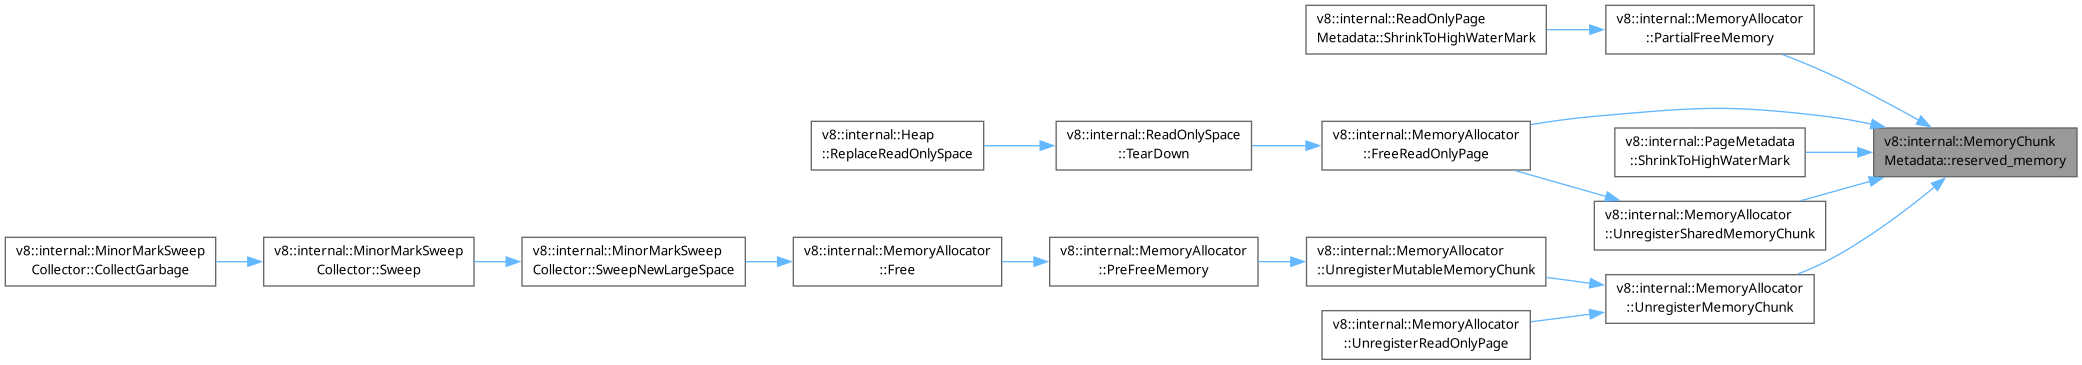 v8::internal::ReadOnlyPage
Metadata::ShrinkToHighWaterMark
v8::internal::MemoryAllocator
::PartialFreeMemory
v8::internal::Heap
::ReplaceReadOnlySpace
v8::internal::ReadOnlySpace
::TearDown
v8::internal::MemoryAllocator
::FreeReadOnlyPage
v8::internal::PageMetadata
::ShrinkToHighWaterMark
v8::internal::MemoryChunk
Metadata::reserved_memory
v8::internal::MemoryAllocator
::UnregisterSharedMemoryChunk
v8::internal::MinorMarkSweep
Collector::CollectGarbage
v8::internal::MinorMarkSweep
Collector::Sweep
v8::internal::MinorMarkSweep
Collector::SweepNewLargeSpace
v8::internal::MemoryAllocator
::Free
v8::internal::MemoryAllocator
::PreFreeMemory
v8::internal::MemoryAllocator
::UnregisterMutableMemoryChunk
v8::internal::MemoryAllocator
::UnregisterMemoryChunk
v8::internal::MemoryAllocator
::UnregisterReadOnlyPage